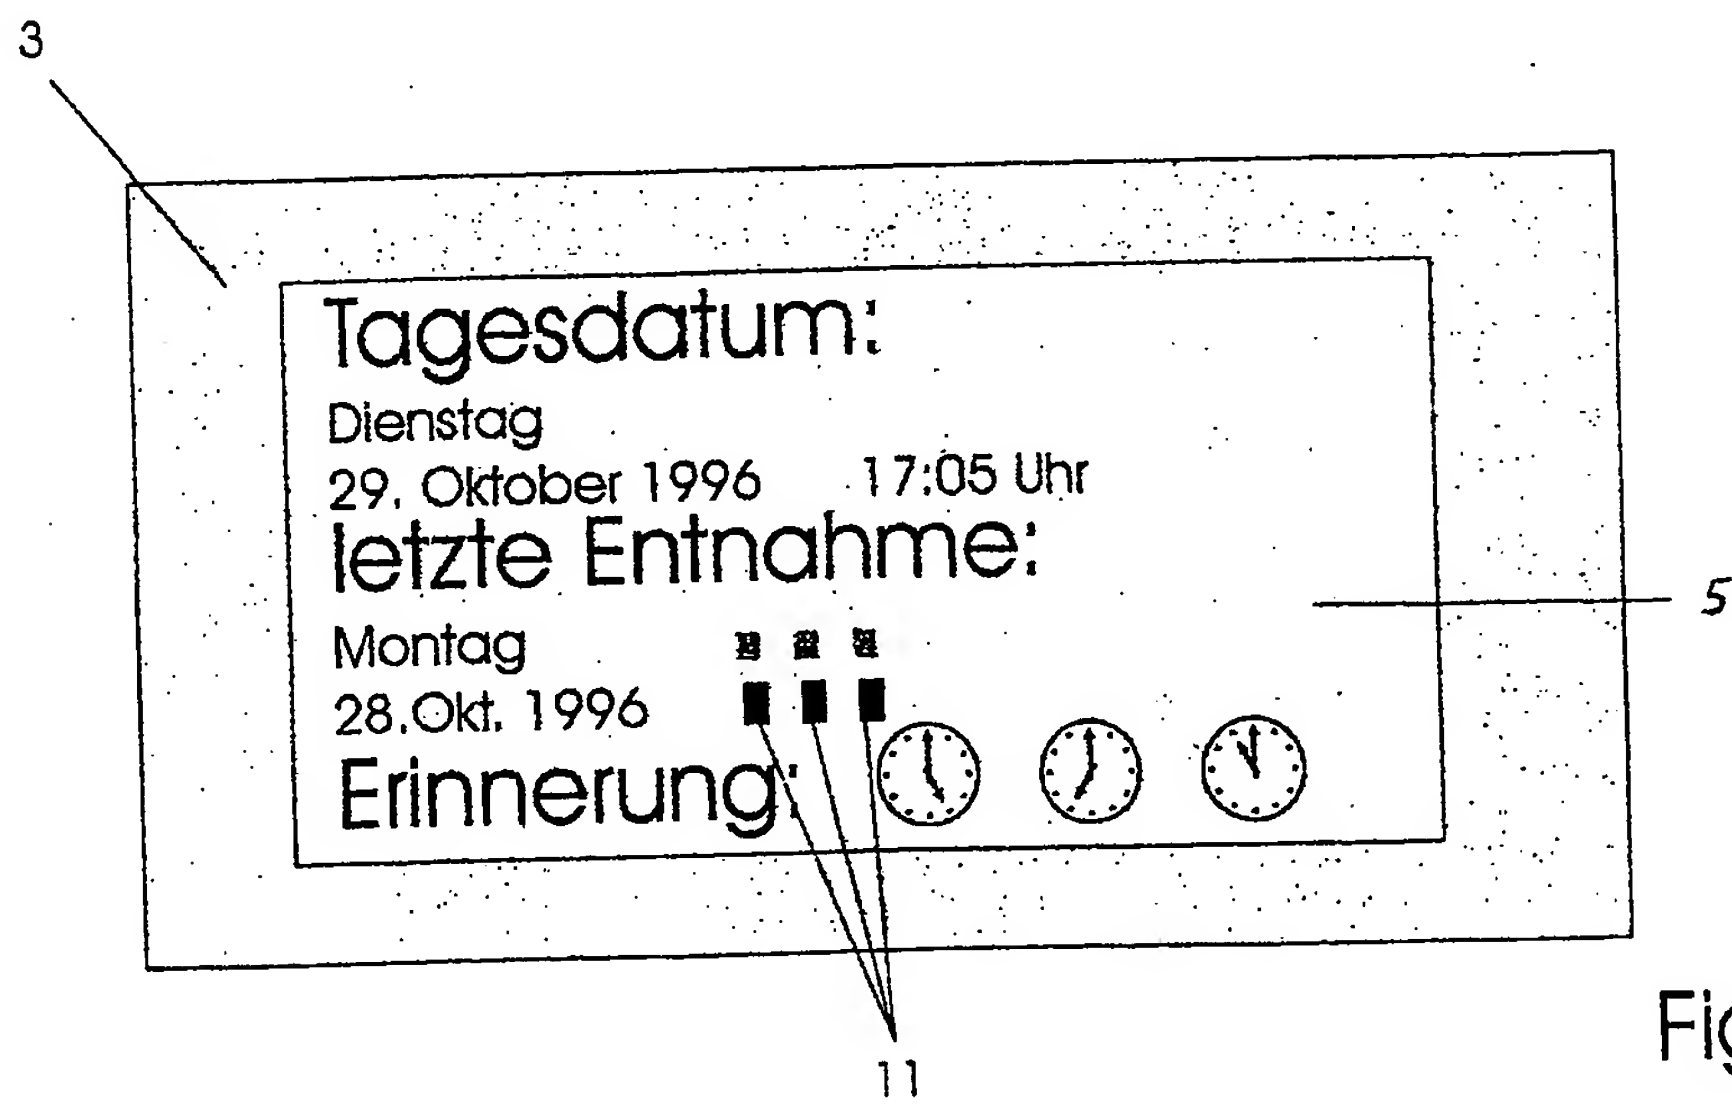 3
Tagesdatum:
Dienstag
29. Oktober 1996 17:05 Uhr
letzte Entnahme:
5
Montag
28.Okt. 1996
Erinnerung:
11